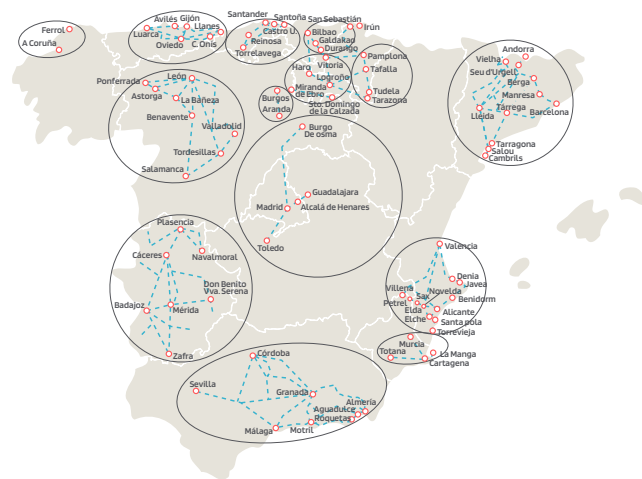 Ferrol
A Coruña
Avilés
Gijón
Llanes
Luarca
Oviedo
C. Onis
Santander
Santoña
Castro U.
Reinosa
Torrelavega
San Sebastián
Irún
Bilbao
Galdakao
Durango
Vitoria
Haro
Logroño
Miranda
de Ebro
Sto. Domingo
de la Calzada
Pamplona
Tafalla
Tudela
Tarazona
Burgos
Aranda
León
Ponferrada
Astorga
La Bañeza
Benavente
Valladolid
Tordesillas
Salamanca
Andorra
Vielha
Seu d'Urgell
Berga
Manresa
Tárrega
Lleida
Barcelona
Tarragona
Salou
Cambrils
Burgo
De osma
Guadalajara
Madrid
Alcalá de Henares
Toledo
Plasencia
Cáceres
Navalmoral
Don Benito
Vva. Serena
Badajoz
Mérida
Zafra
Valencia
Denia
Javea
Villena
Novelda
Petrel
Sax
Benidorm
Elda
Elche
Alicante
Santa pola
Torrevieja
Murcia
Totana
La Manga
Cartagena
Córdoba
Sevilla
Granada
Almería
Aguadulce
Roquetas
Málaga
Motril